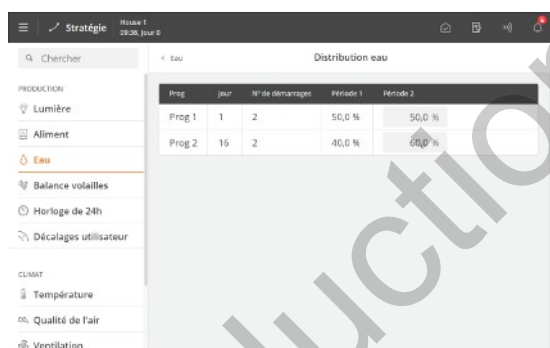 Stratégie
House 1
09:36, Jour 0
Chercher
Eau
Distribution eau
PRODUCTION
Lumière
Aliment
Eau
Balance volailles
Horloge de 24h
Décalages utilisateur
CLIMAT
Température
CO₂ Qualité de l'air
Ventilation
Prog Jour N° de démarrages Période 1 Période 2
Prog 1 1 2 50,0 % 50,0 %
Prog 2 16 2 40,0 % 60,0 %